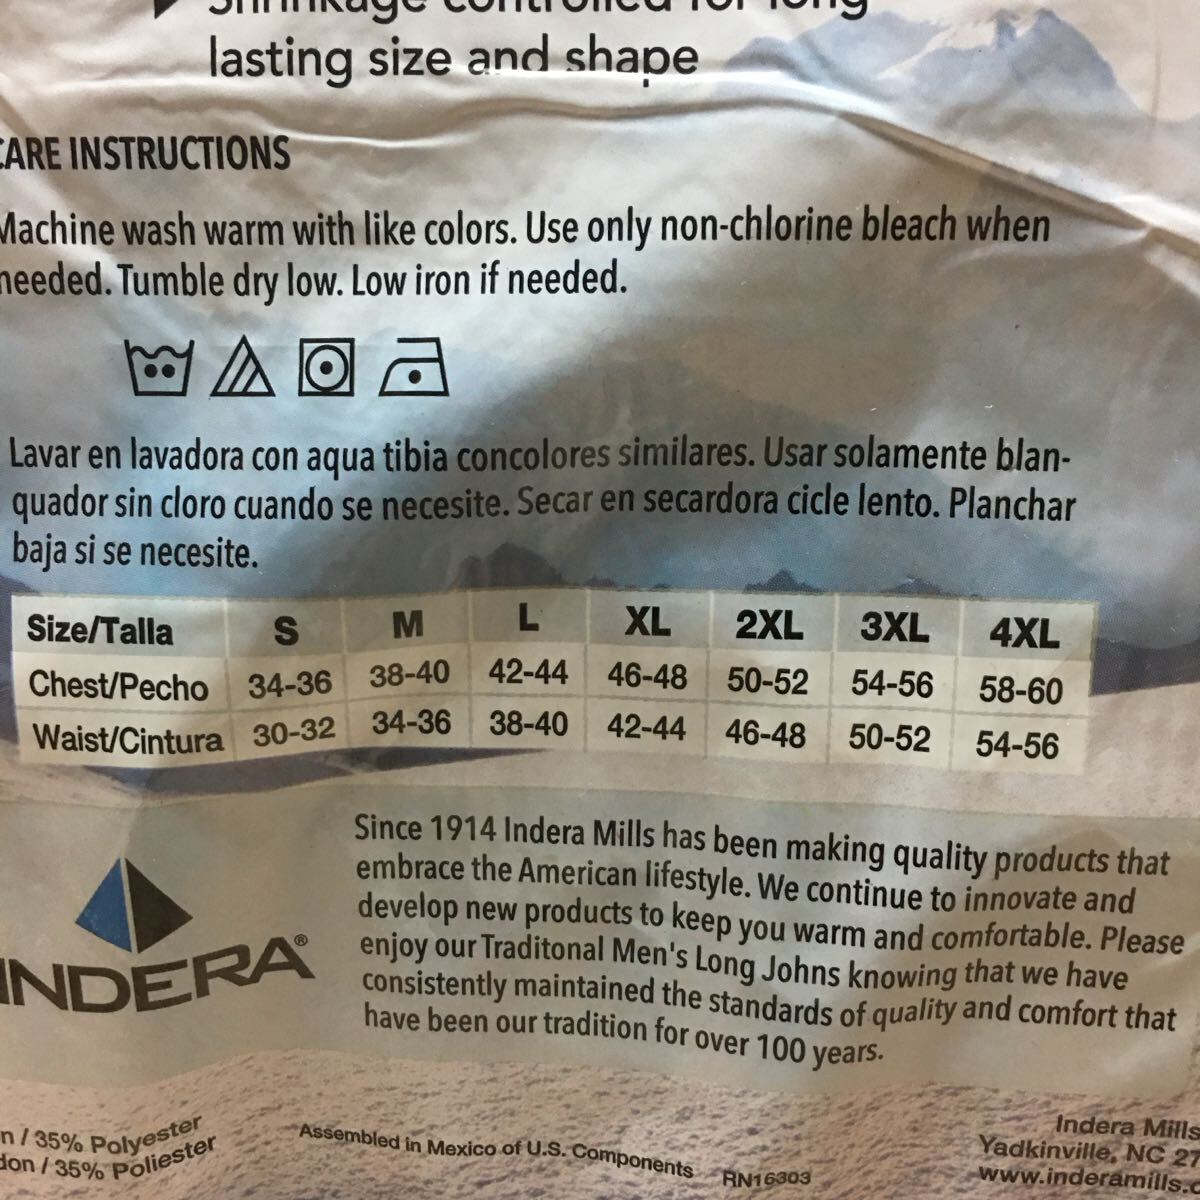 Shrinkage controlled for long
lasting size and shape
CARE INSTRUCTIONS
Machine wash warm with like colors. Use only non-chlorine bleach when
needed. Tumble dry low. Low iron if needed.
Lavar en lavadora con aqua tibia concolores similares. Usar solamente blan-
quador sin cloro cuando se necesite. Secar en secardora cicle lento. Planchar
baja si se necesite.
Size/Talla S M L XL 2XL 3XL 4XL
Chest/Pecho 34-36 38-40 42-44 46-48 50-52 54-56 58-60
Waist/Cintura 30-32 34-36 38-40 42-44 46-48 50-52 54-56
Since 1914 Indera Mills has been making quality products that
embrace the American lifestyle. We continue to innovate and
develop new products to keep you warm and comfortable. Please
enjoy our Traditonal Men's Long Johns knowing that we have
consistently maintained the standards of quality and comfort that
have been our tradition for over 100 years.
INDERA®
/ 35% Polyester
/ 35% Poliester
Assembled in Mexico of U.S. Components
RN16303
Indera Mills
Yadkinville, NC 27
www.inderamills.c